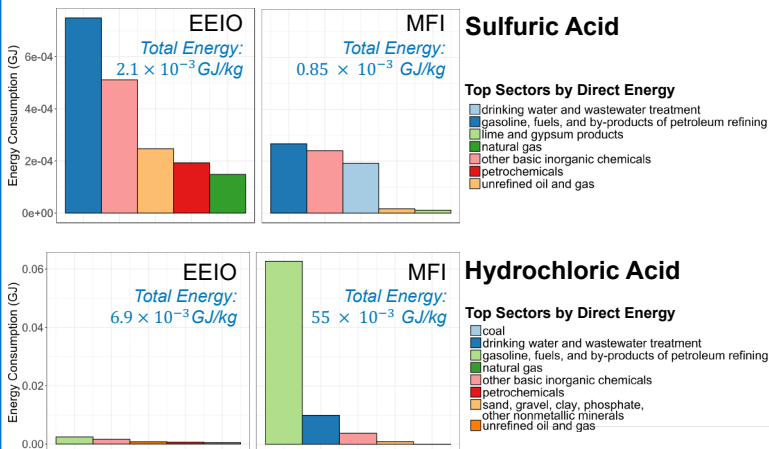 EEIO
Total Energy:
2.1 × 10⁻³ GJ/kg
MFI
Total Energy:
0.85 × 10⁻³ GJ/kg
Sulfuric Acid
Energy Consumption (GJ)
6e-04
4e-04
2e-04
0e+00
Top Sectors by Direct Energy
drinking water and wastewater treatment
gasoline, fuels, and by-products of petroleum refining
lime and gypsum products
natural gas
other basic inorganic chemicals
petrochemicals
unrefined oil and gas
EEIO
Total Energy:
6.9 × 10⁻³ GJ/kg
MFI
Total Energy:
55 × 10⁻³ GJ/kg
Hydrochloric Acid
Energy Consumption (GJ)
0.06
0.04
0.02
0.00
Top Sectors by Direct Energy
coal
drinking water and wastewater treatment
gasoline, fuels, and by-products of petroleum refining
natural gas
other basic inorganic chemicals
petrochemicals
sand, gravel, clay, phosphate,
other nonmetallic minerals
unrefined oil and gas